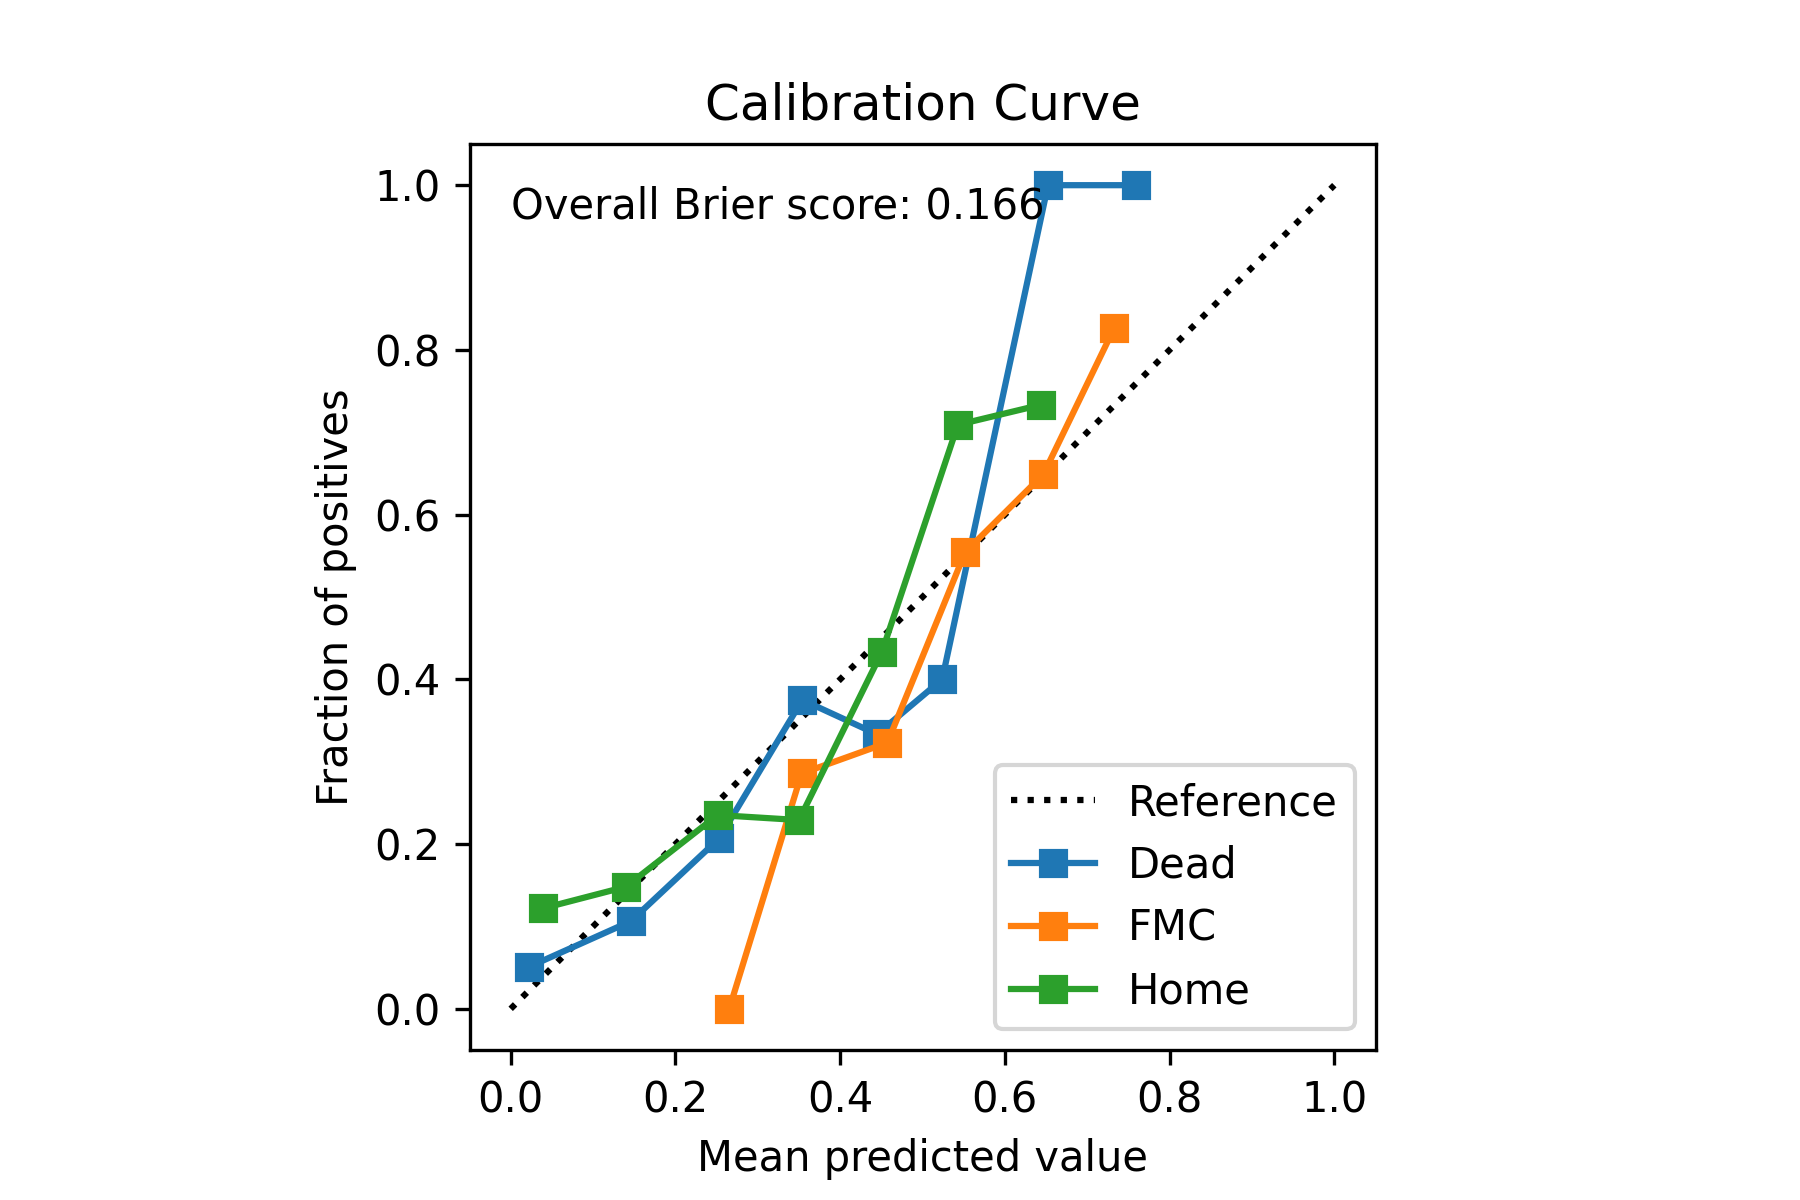 Calibration Curve
Overall Brier score: 0.166
1.0
0.8
0.6
0.4
0.2
0.0
Fraction of positives
Reference
Dead
FMC
Home
0.0 0.2 0.4 0.6 0.8 1.0
Mean predicted value